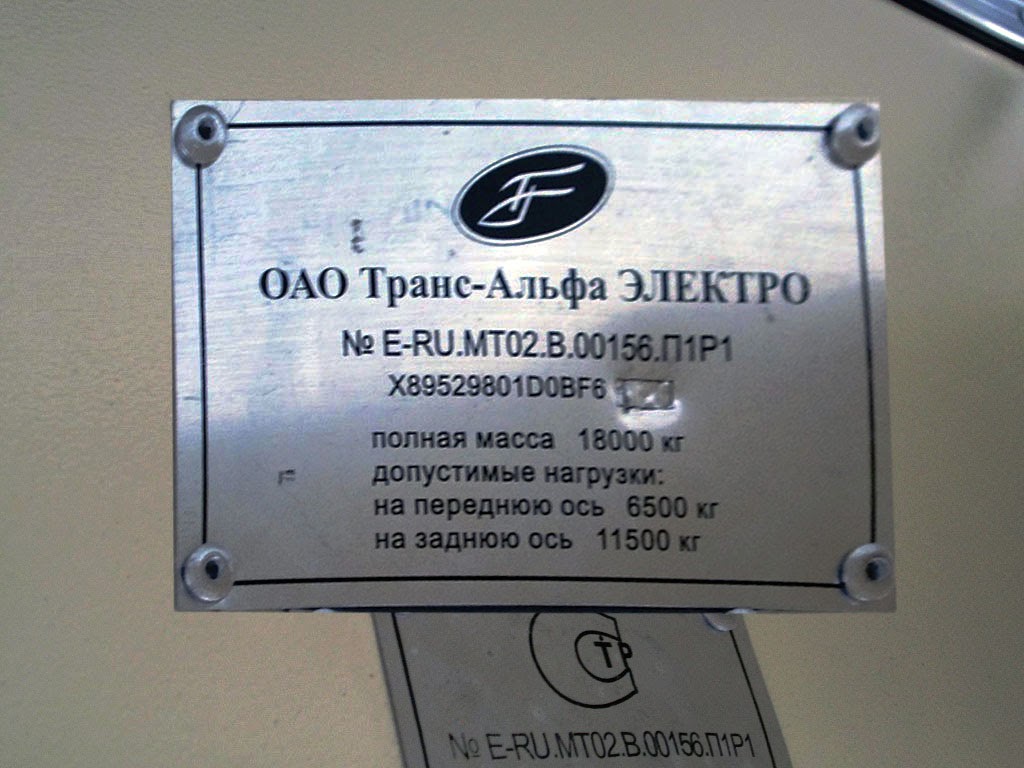 ОАО Транс-Альфа ЭЛЕКТРО
№ E-RU.MT02.B.00156.П1Р1
X89529801D0BF6
полная масса 18000 кг
допустимые нагрузки:
на переднюю ось 6500 кг
на заднюю ось 11500 кг
№ E-RU.MT02.B.00156.П1Р1